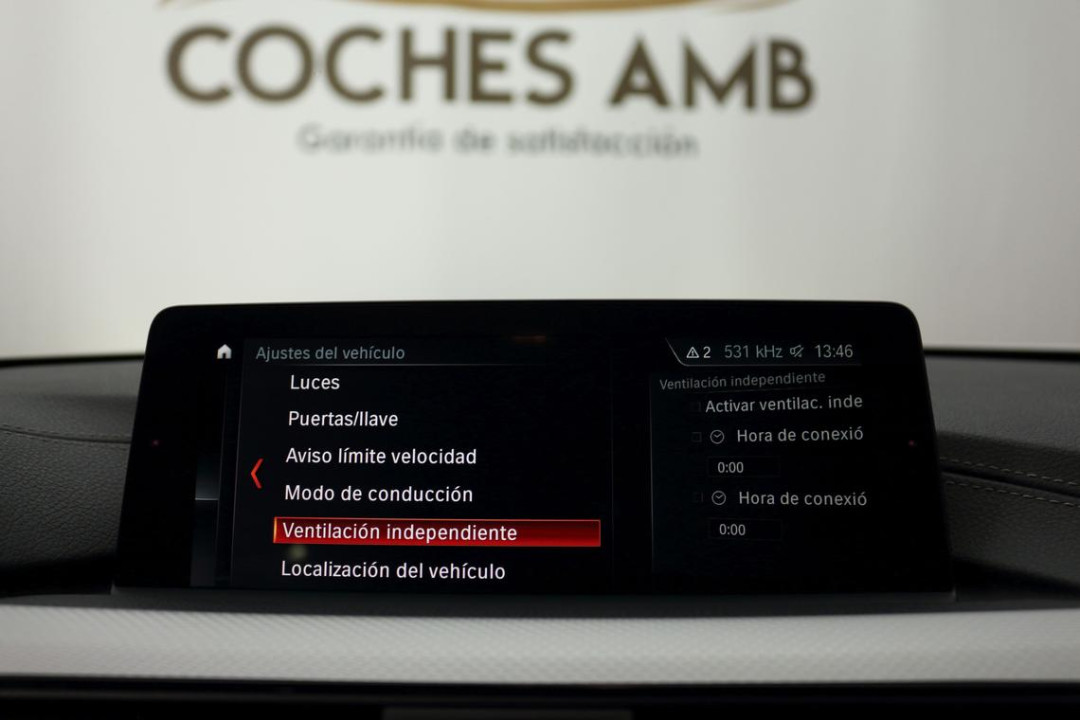 COCHES AMB
Garantía de satisfacción
Ajustes del vehículo
2 531 kHz 13:46
Luces
Puertas/llave
Aviso límite velocidad
Modo de conducción
Ventilación independiente
Localización del vehículo
Ventilación independiente
Activar ventilac. inde
Hora de conexió
0:00
Hora de conexió
0:00